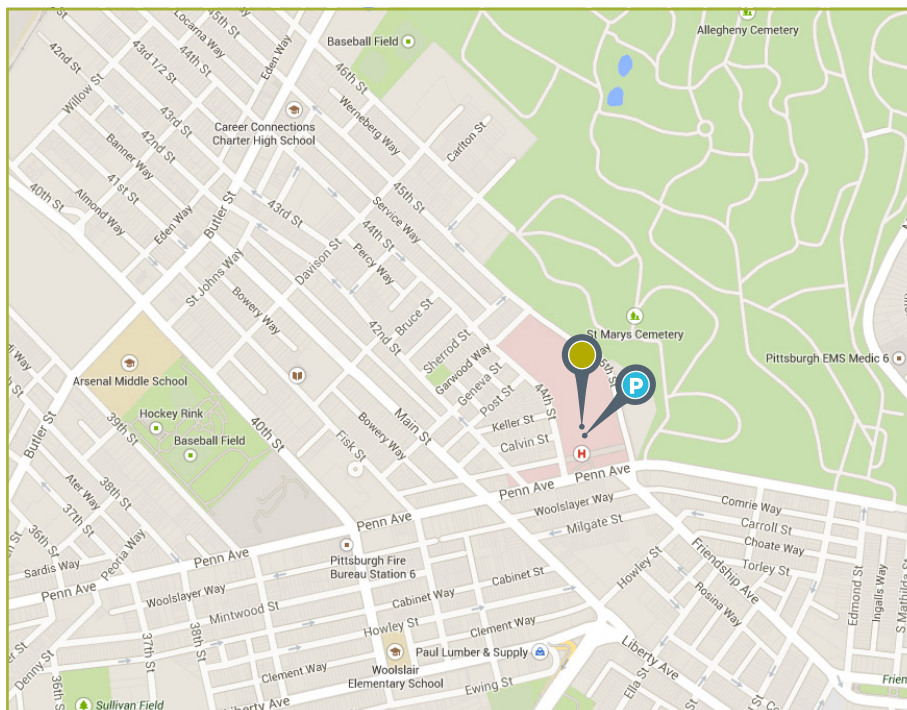 Allegheny Cemetery
Baseball Field
Locarna Way
45th St
Eden Way
42nd St
43rd 1/2 St
44th St
46th St
Willow St
43rd St
Werneberg Way
Career Connections
Charter High School
Carlton St
42nd St
Banner Way
41st St
Almond Way
40th St
Eden Way
Butler St
43rd St
45th St
Service Way
44th St
Davison St
Percy Way
St Johns Way
Bowery Way
Bruce St
42nd St
Sherrod St
St Marys Cemetery
Pittsburgh EMS Medic 6
Garwood Way
Geneva St
45th St
44th St
Post St
P
Arsenal Middle School
Hockey Rink
Baseball Field
Butler St
39th St
40th St
Main St
Bowery Way
Fisk St
Keller St
Calvin St
H
Penn Ave
Penn Ave
Woolslayer Way
Milgate St
Comrie Way
Carroll St
Choate Way
Torley St
Friendship Ave
Ater Way
38th St
37th St
36th St
Peoria Way
Sardis Way
Penn Ave
Penn Ave
Penn Ave
Pittsburgh Fire
Bureau Station 6
Woolslayer Way
Mintwood St
Cabinet St
Cabinet Way
Howley St
Clement Way
Howley St
Rosina Way
Edmond St
Ingalls Way
S Mathilda St
Denny St
37th St
38th St
36th St
Clement Way
Woolslair
Elementary School
Paul Lumber & Supply
Ewing St
Liberty Ave
Liberty Ave
Ella St
Sullivan Field
Frien